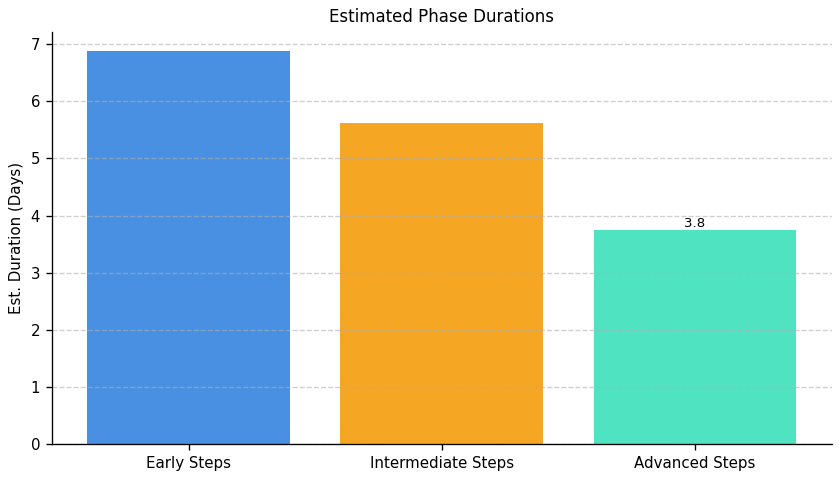 Estimated Phase Durations
Est. Duration (Days)
7
6
5
4
3
2
1
0
3.8
Early Steps
Intermediate Steps
Advanced Steps